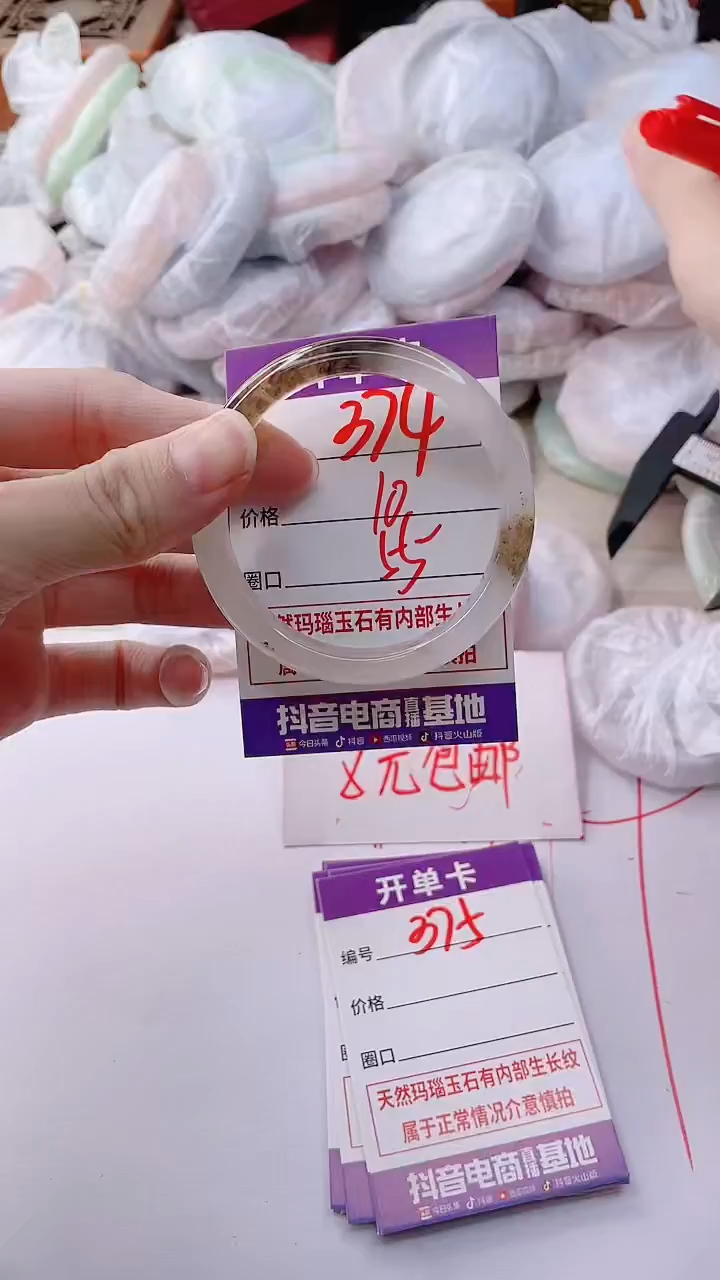 374
价格 10
圈口 55
然玛瑙玉石有内部生
属
慎拍
抖音电商直播基地
今日头条 抖音 西瓜视频 抖音火山版
8元包邮
开单卡
编号 375
价格
圈口
天然玛瑙玉石有内部生长纹
属于正常情况介意慎拍
抖音电商直播基地
今日头条 抖音 西瓜视频 抖音火山版